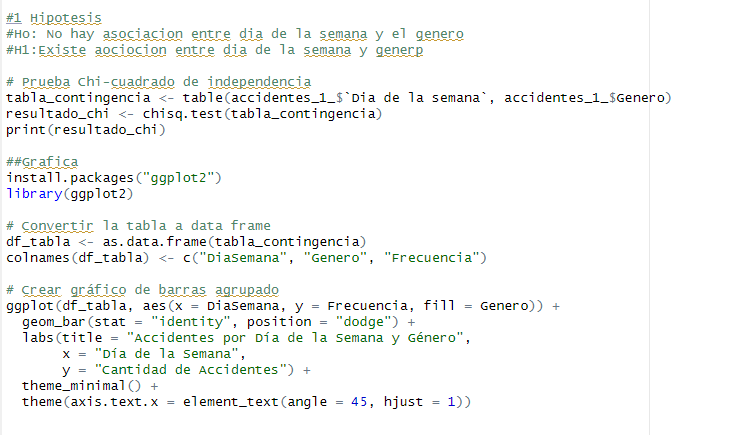 #1 Hipotesis
#Ho: No hay asociacion entre dia de la semana y el genero
#H1:Existe aociocion entre dia de la semana y generp
# Prueba Chi-cuadrado de independencia
tabla_contingencia <- table(accidentes_1_$`Dia de la semana`, accidentes_1_$Genero)
resultado_chi <- chisq.test(tabla_contingencia)
print(resultado_chi)
##Grafica
install.packages("ggplot2")
library(ggplot2)
# Convertir la tabla a data frame
df_tabla <- as.data.frame(tabla_contingencia)
colnames(df_tabla) <- c("DiaSemana", "Genero", "Frecuencia")
# Crear gráfico de barras agrupado
ggplot(df_tabla, aes(x = DiaSemana, y = Frecuencia, fill = Genero)) +
  geom_bar(stat = "identity", position = "dodge") +
  labs(title = "Accidentes por Día de la Semana y Género",
       x = "Día de la Semana",
       y = "Cantidad de Accidentes") +
  theme_minimal() +
  theme(axis.text.x = element_text(angle = 45, hjust = 1))